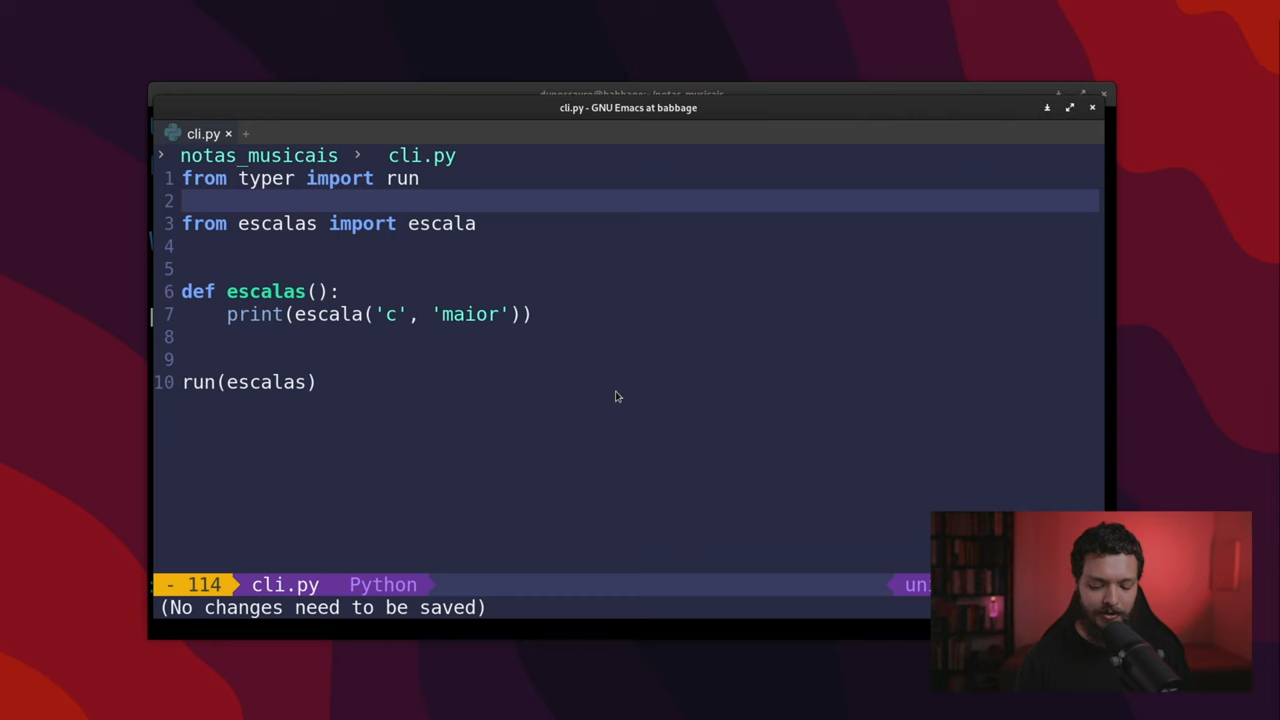 cli.py - GNU Emacs at babbage
cli.py × +
› notas_musicais › cli.py
1 from typer import run
2
3 from escalas import escala
4
5
6 def escalas():
7     print(escala('c', 'maior'))
8
9
10 run(escalas)
- 114 cli.py Python
(No changes need to be saved)